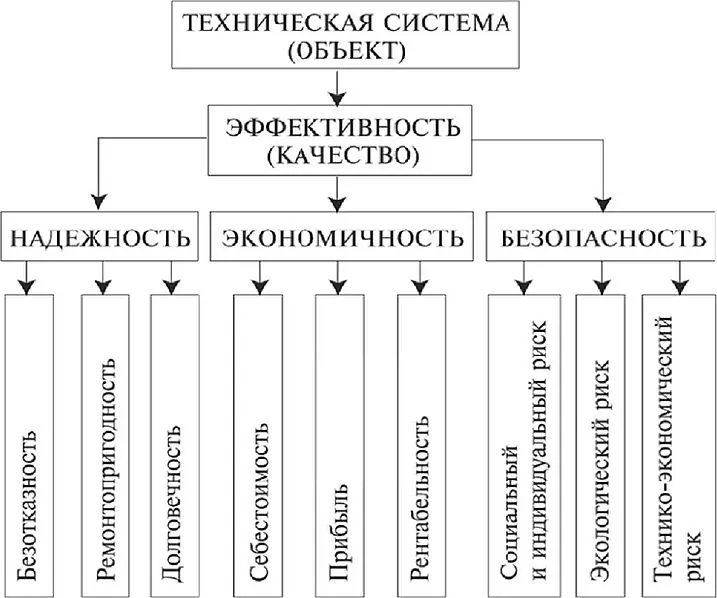 ТЕХНИЧЕСКАЯ СИСТЕМА
(ОБЪЕКТ)
ЭФФЕКТИВНОСТЬ
(КАЧЕСТВО)
НАДЕЖНОСТЬ
ЭКОНОМИЧНОСТЬ
БЕЗОПАСНОСТЬ
Безотказность
Ремонтопригодность
Долговечность
Себестоимость
Прибыль
Рентабельность
Социальный
и индивидуальный риск
Экологический риск
Технико-экономический
риск